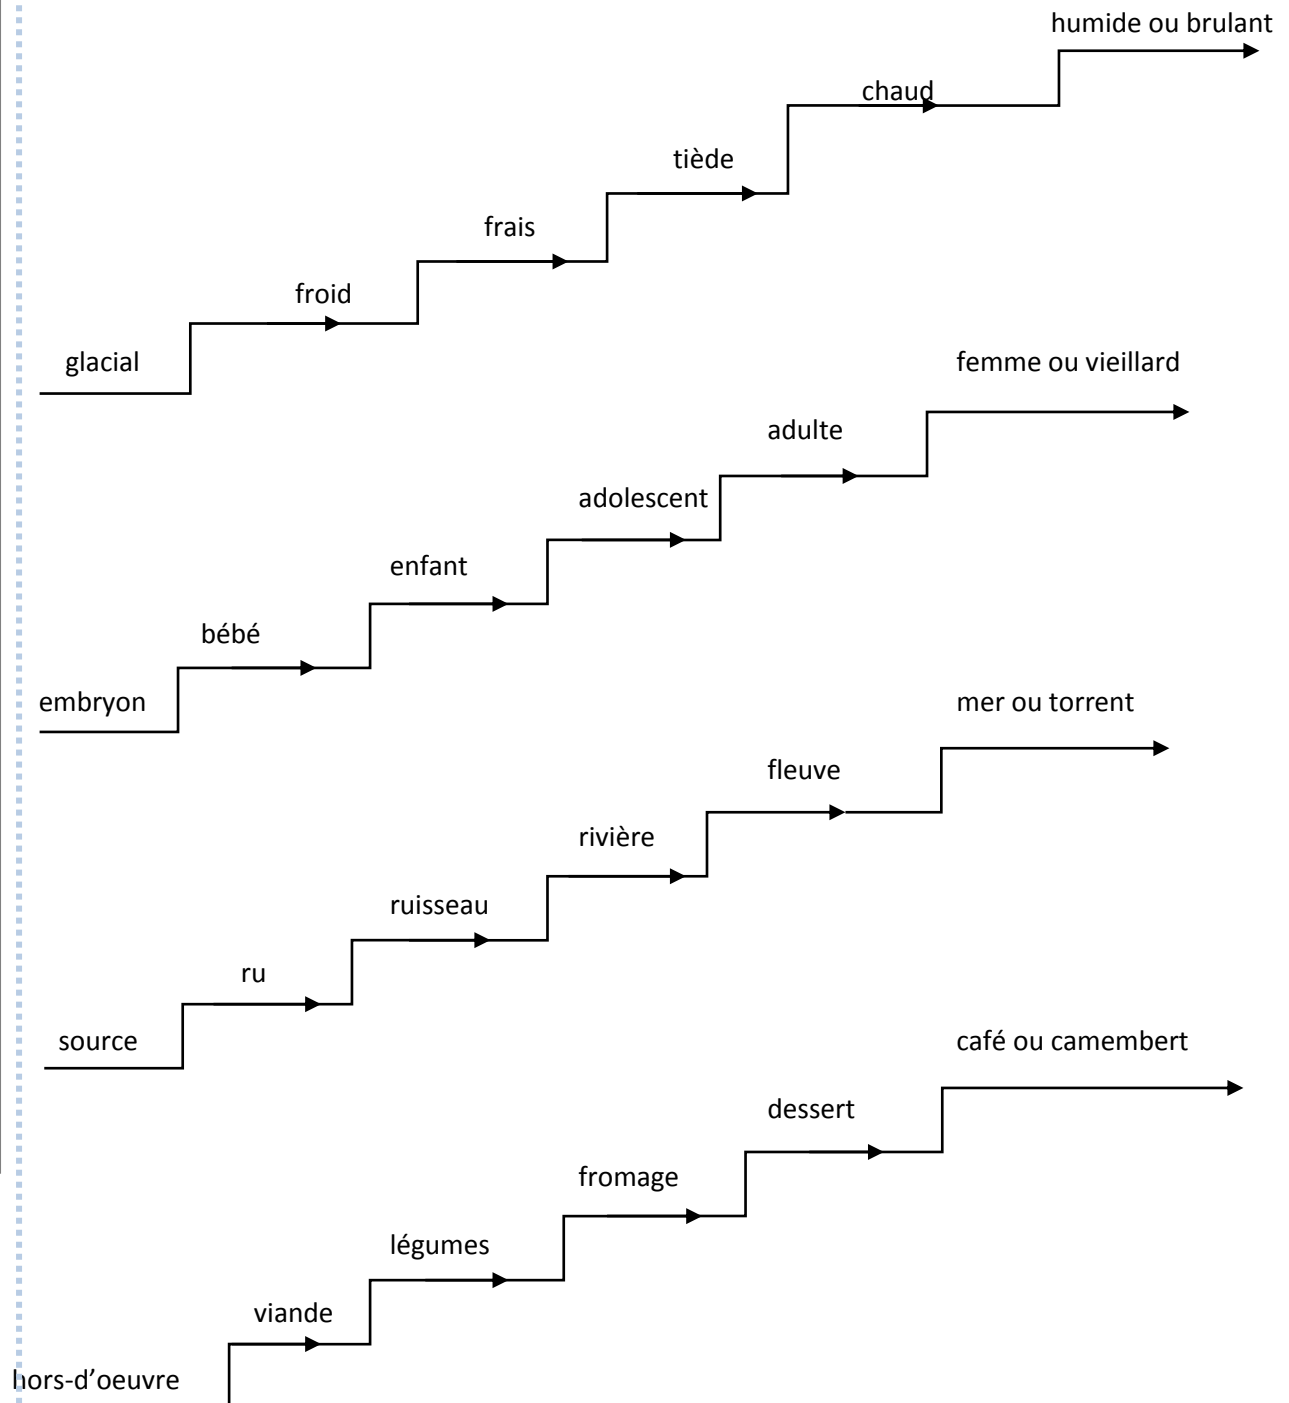 humide ou brulant
chaud
tiède
frais
froid
glacial
femme ou vieillard
adulte
adolescent
enfant
bébé
embryon
mer ou torrent
fleuve
rivière
ruisseau
ru
source
café ou camembert
dessert
fromage
légumes
viande
hors-d’oeuvre